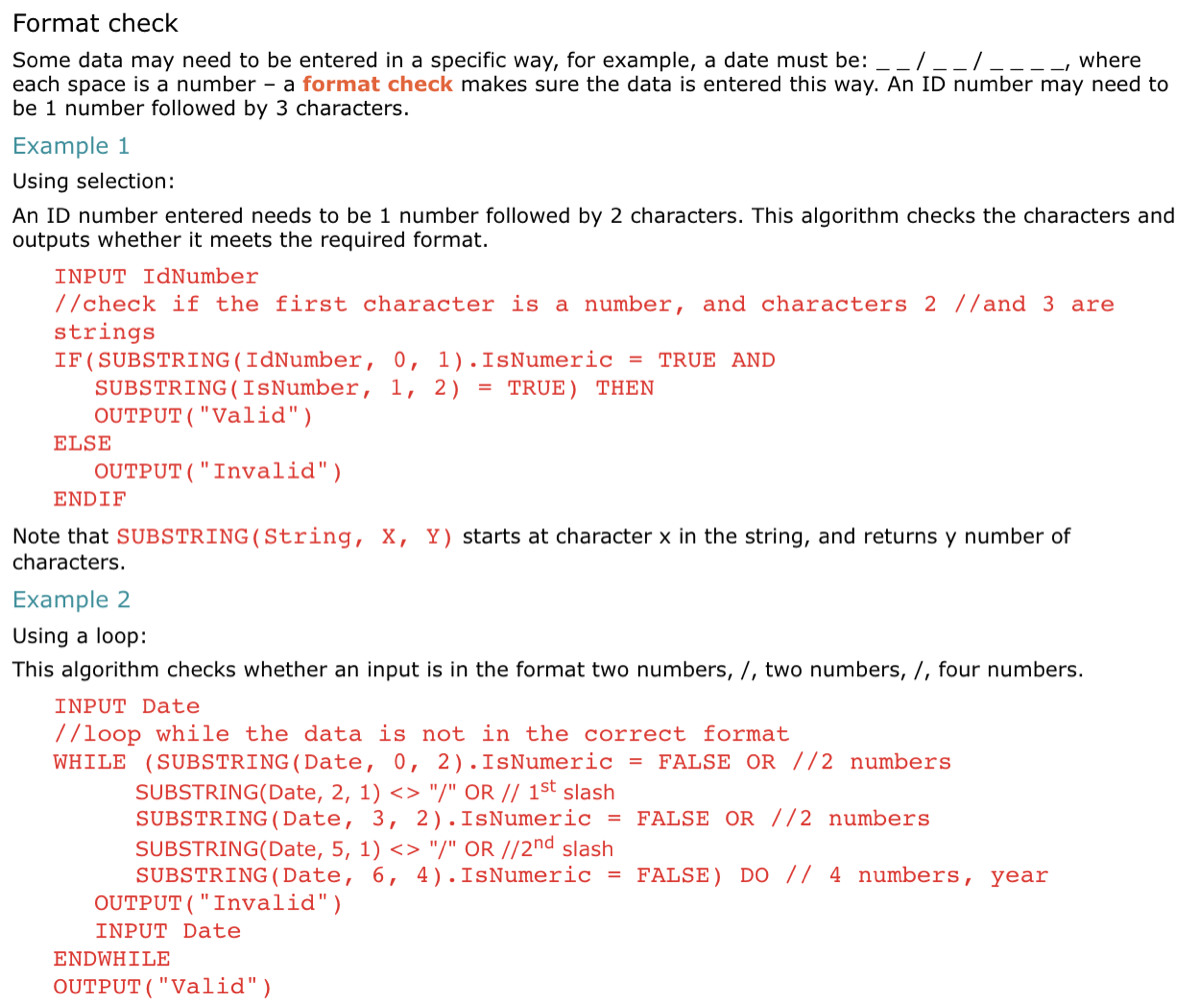 Format check
Some data may need to be entered in a specific way, for example, a date must be: _ _ / _ _ / _ _ _ _, where
each space is a number – a format check makes sure the data is entered this way. An ID number may need to
be 1 number followed by 3 characters.
Example 1
Using selection:
An ID number entered needs to be 1 number followed by 2 characters. This algorithm checks the characters and
outputs whether it meets the required format.
INPUT IdNumber
//check if the first character is a number, and characters 2 //and 3 are
strings
IF(SUBSTRING(IdNumber, 0, 1).IsNumeric = TRUE AND
SUBSTRING(IsNumber, 1, 2) = TRUE) THEN
OUTPUT("Valid")
ELSE
OUTPUT("Invalid")
ENDIF
Note that SUBSTRING(String, X, Y) starts at character x in the string, and returns y number of
characters.
Example 2
Using a loop:
This algorithm checks whether an input is in the format two numbers, /, two numbers, /, four numbers.
INPUT Date
//loop while the data is not in the correct format
WHILE (SUBSTRING(Date, 0, 2).IsNumeric = FALSE OR //2 numbers
SUBSTRING(Date, 2, 1) <> "/" OR // 1st slash
SUBSTRING(Date, 3, 2).IsNumeric = FALSE OR //2 numbers
SUBSTRING(Date, 5, 1) <> "/" OR //2nd slash
SUBSTRING(Date, 6, 4).IsNumeric = FALSE) DO // 4 numbers, year
OUTPUT("Invalid")
INPUT Date
ENDWHILE
OUTPUT("Valid")